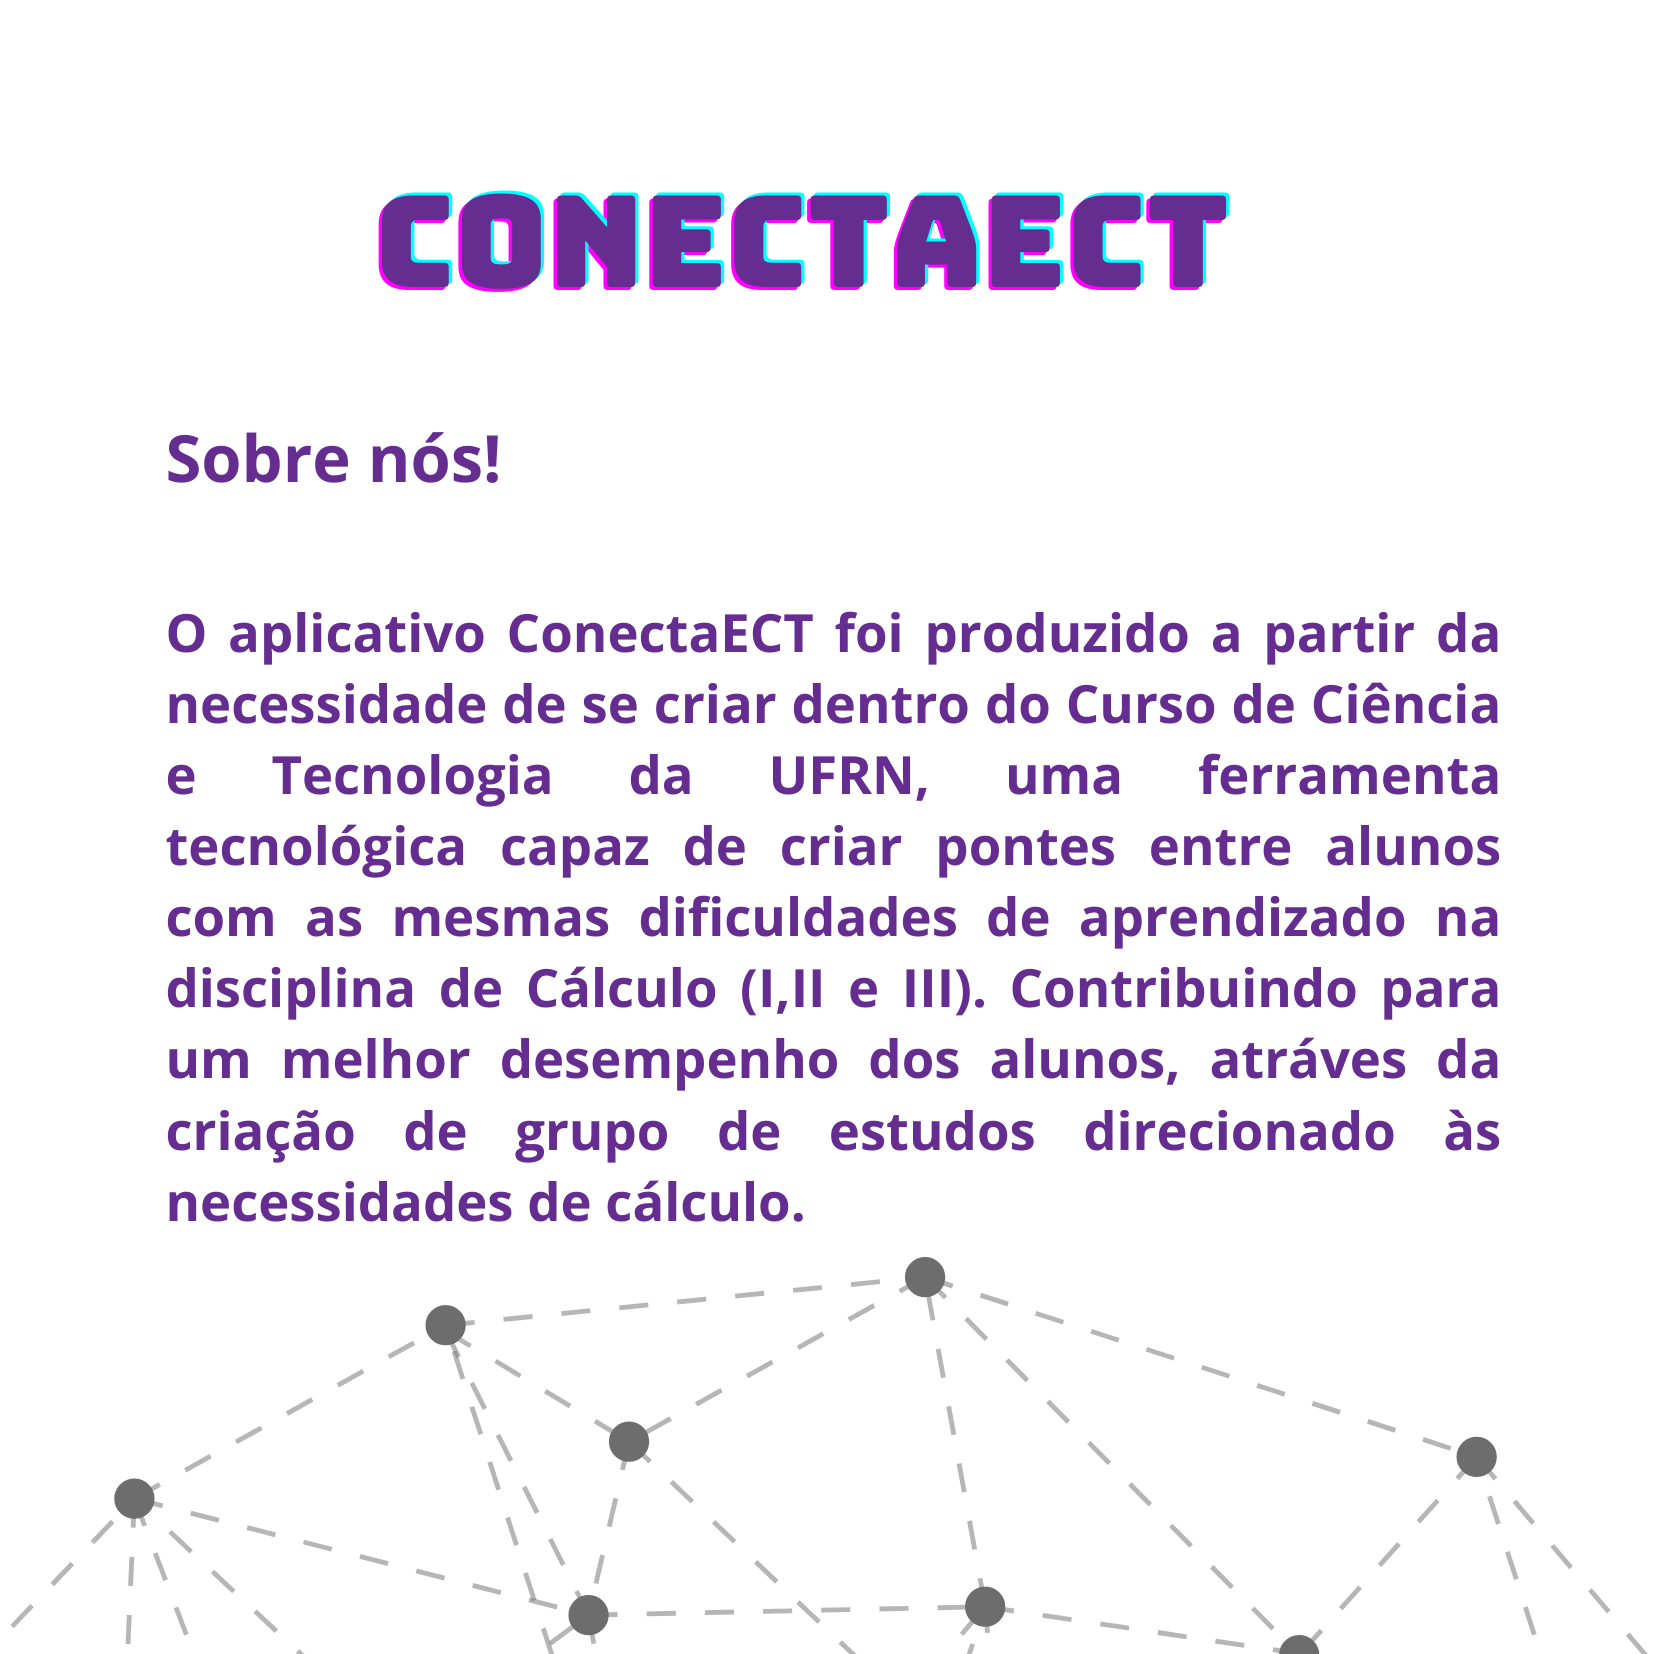 CONECTAECT
Sobre nós!
O aplicativo ConectaECT foi produzido a partir da
necessidade de se criar dentro do Curso de Ciência
e Tecnologia da UFRN, uma ferramenta
tecnológica capaz de criar pontes entre alunos
com as mesmas dificuldades de aprendizado na
disciplina de Cálculo (I,II e III). Contribuindo para
um melhor desempenho dos alunos, atráves da
criação de grupo de estudos direcionado às
necessidades de cálculo.